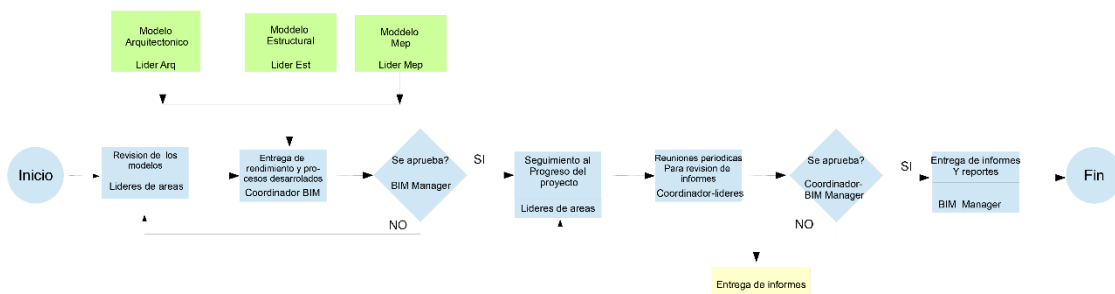 Modelo
Arquitectonico
Lider Arq
Moddelo
Estructural
Lider Est
Moddelo
Mep
Lider Mep
Inicio
Revision de los
modelos
Lideres de areas
Entrega de
rendimiento y pro-
cesos desarrollados
Coordinador BIM
Se aprueba?
BIM Manager
SI
NO
Seguimiento al
Progreso del
proyecto
Lideres de areas
Reuniones periodicas
Para revision de
informes
Coordinador-lideres
Se aprueba?
Coordinador-
BIM Manager
SI
NO
Entrega de informes
Entrega de informes
Y reportes
BIM Manager
Fin